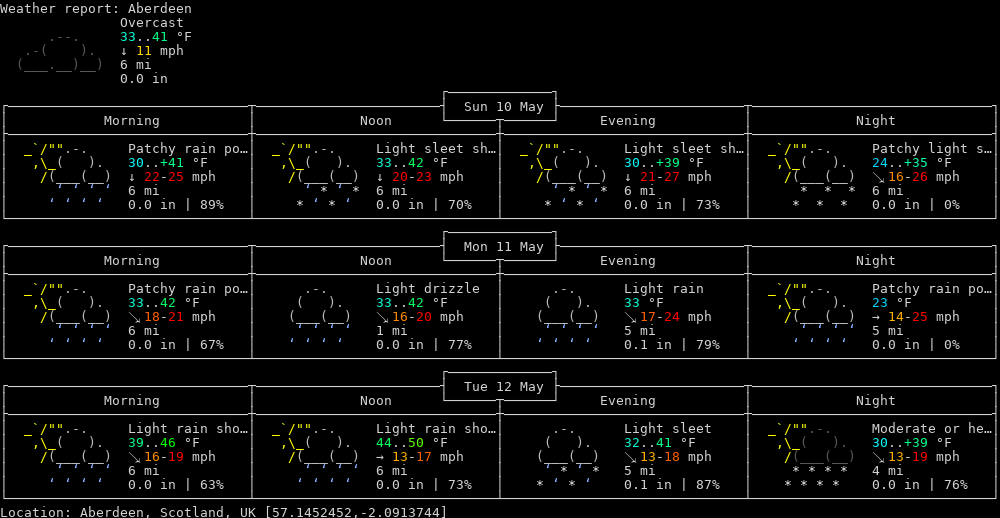 Weather report: Aberdeen
Overcast
33..41 °F
↓ 11 mph
6 mi
0.0 in
Sun 10 May
Morning Noon Evening Night
Patchy rain po… Light sleet sh… Light sleet sh… Patchy light s…
30..+41 °F 33..42 °F 30..+39 °F 24..+35 °F
↓ 22-25 mph ↓ 20-23 mph ↓ 21-27 mph ↘ 16-26 mph
6 mi 6 mi 6 mi 6 mi
0.0 in | 89% 0.0 in | 70% 0.0 in | 73% 0.0 in | 0%
Mon 11 May
Morning Noon Evening Night
Patchy rain po… Light drizzle Light rain Patchy rain po…
33..42 °F 33..42 °F 33 °F 23 °F
↘ 18-21 mph ↘ 16-20 mph ↘ 17-24 mph → 14-25 mph
6 mi 1 mi 5 mi 5 mi
0.0 in | 67% 0.0 in | 77% 0.1 in | 79% 0.0 in | 0%
Tue 12 May
Morning Noon Evening Night
Light rain sho… Light rain sho… Light sleet Moderate or he…
39..46 °F 44..50 °F 32..41 °F 30..+39 °F
↘ 16-19 mph → 13-17 mph ↘ 13-18 mph ↘ 13-19 mph
6 mi 6 mi 5 mi 4 mi
0.0 in | 63% 0.0 in | 73% 0.1 in | 87% 0.0 in | 76%
Location: Aberdeen, Scotland, UK [57.1452452,-2.0913744]